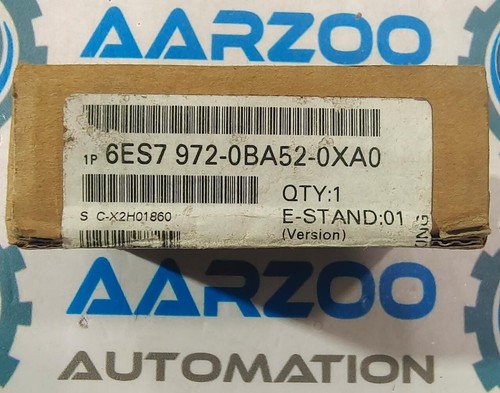 AARZOO
1P 6ES7 972-0BA52-0XA0
QTY:1
S C-X2H01860
E-STAND:01
(Version)
AARZOO
AUTOMATION